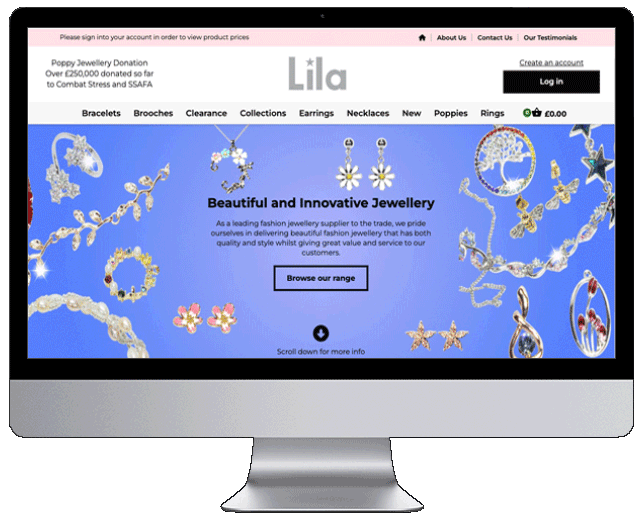 Please sign into your account in order to view product prices
About Us
Contact Us
Our Testimonials
Poppy Jewellery Donation
Over £250,000 donated so far
to Combat Stress and SSAFA
Lila
Create an account
Log in
Bracelets Brooches Clearance Collections Earrings Necklaces New Poppies Rings 0 £0.00
Beautiful and Innovative Jewellery
As a leading fashion jewellery supplier to the trade, we pride
ourselves in delivering beautiful fashion jewellery that has both
quality and style whilst giving great value and service to our
customers.
Browse our range
Scroll down for more info